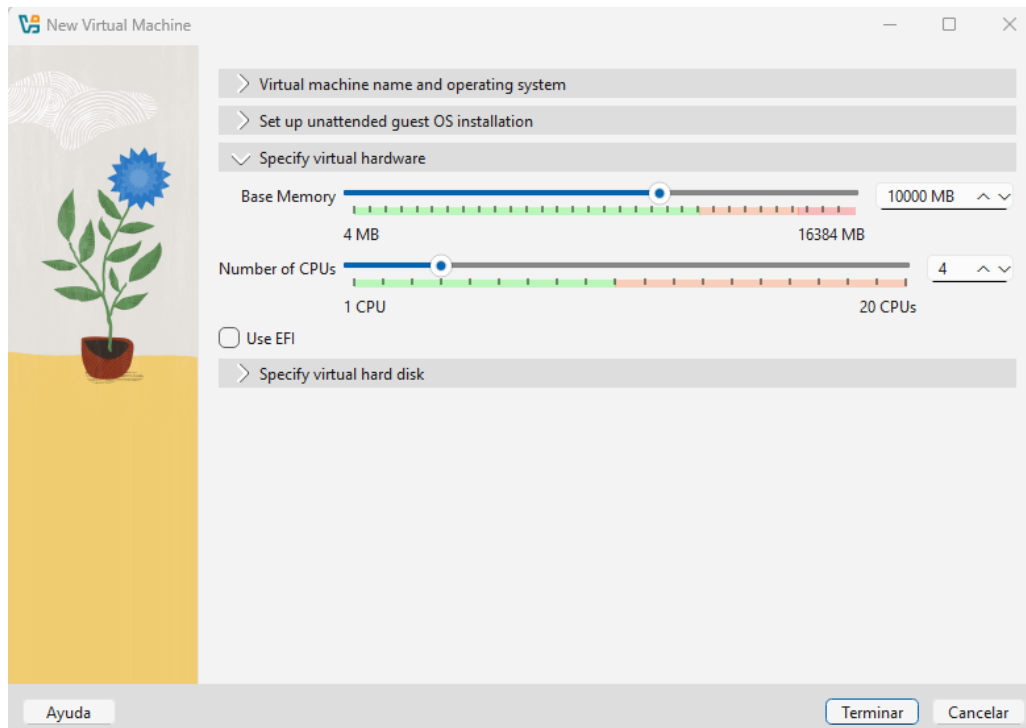 New Virtual Machine
Virtual machine name and operating system
Set up unattended guest OS installation
Specify virtual hardware
Base Memory 10000 MB
4 MB 16384 MB
Number of CPUs 4
1 CPU 20 CPUs
Use EFI
Specify virtual hard disk
Ayuda Terminar Cancelar